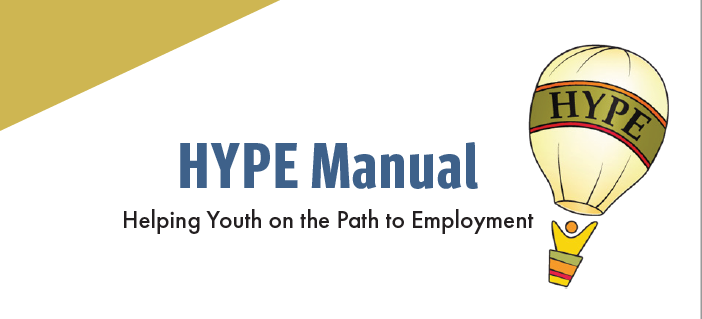 HYPE
HYPE Manual
Helping Youth on the Path to Employment